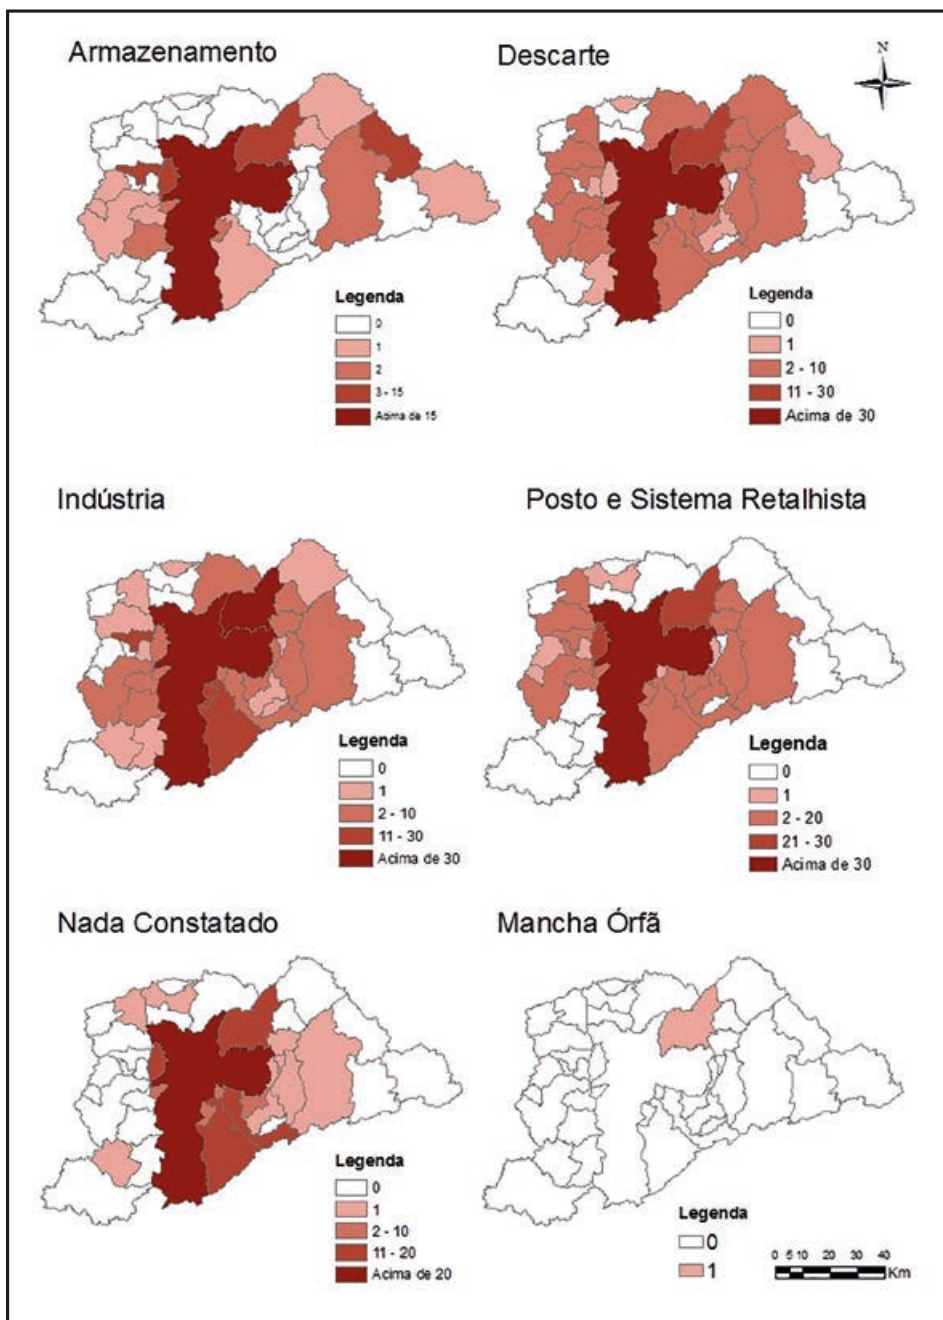 Armazenamento
Legenda
0
1
2
3 - 15
Acima de 15
Descarte
N
Legenda
0
1
2 - 10
11 - 30
Acima de 30
Indústria
Legenda
0
1
2 - 10
11 - 30
Acima de 30
Posto e Sistema Retalhista
Legenda
0
1
2 - 20
21 - 30
Acima de 30
Nada Constatado
Legenda
0
1
2 - 10
11 - 20
Acima de 20
Mancha Órfã
Legenda
0
1
0 5 10 20 30 40
Km